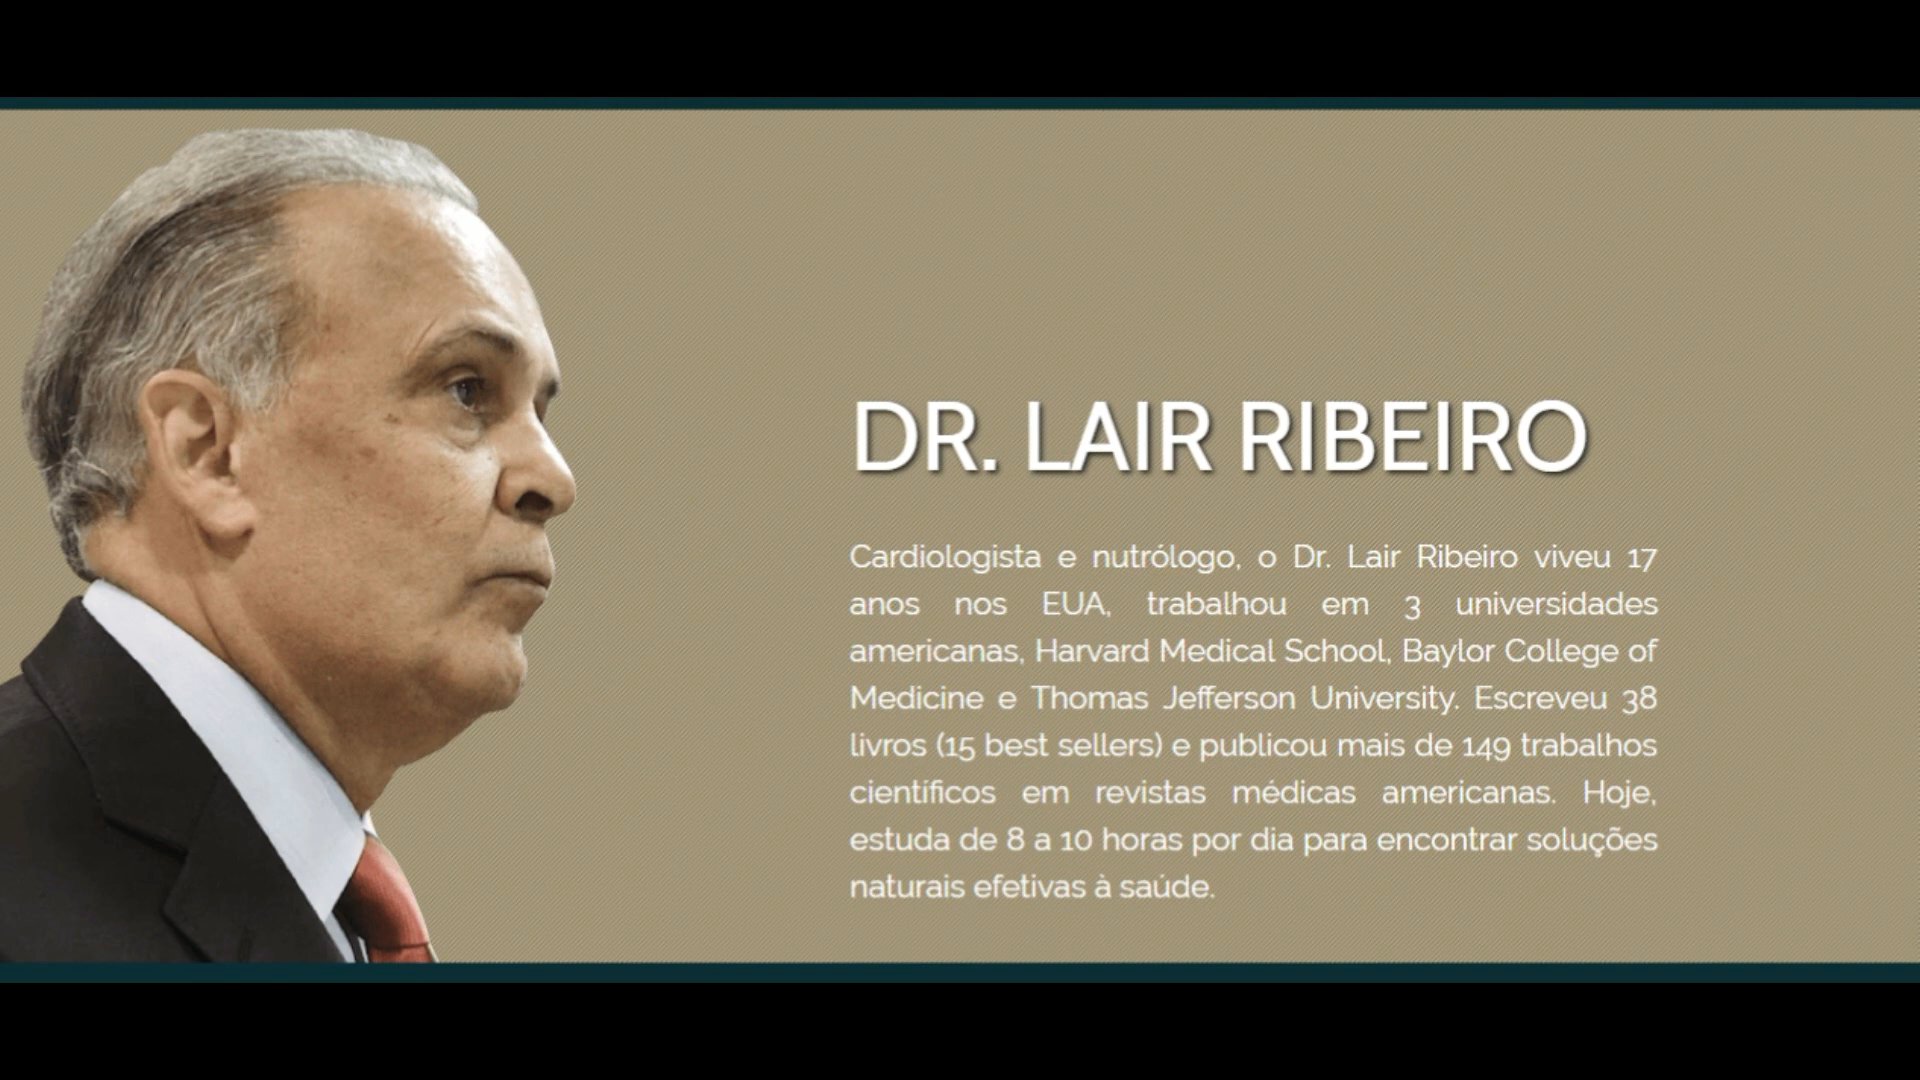 DR. LAIR RIBEIRO
Cardiologista e nutrólogo, o Dr. Lair Ribeiro viveu 17
anos nos EUA, trabalhou em 3 universidades
americanas, Harvard Medical School, Baylor College of
Medicine e Thomas Jefferson University. Escreveu 38
livros (15 best sellers) e publicou mais de 149 trabalhos
científicos em revistas médicas americanas. Hoje,
estuda de 8 a 10 horas por dia para encontrar soluções
naturais efetivas à saúde.